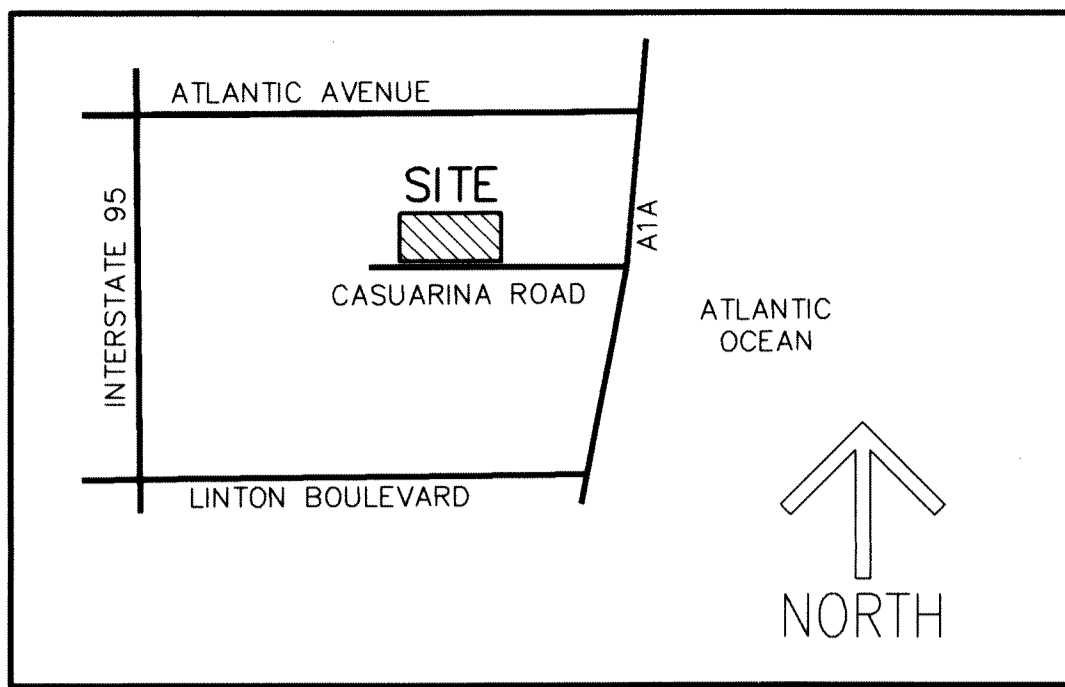 ATLANTIC AVENUE
SITE
INTERSTATE 95
A1A
CASUARINA ROAD
ATLANTIC
OCEAN
LINTON BOULEVARD
NORTH